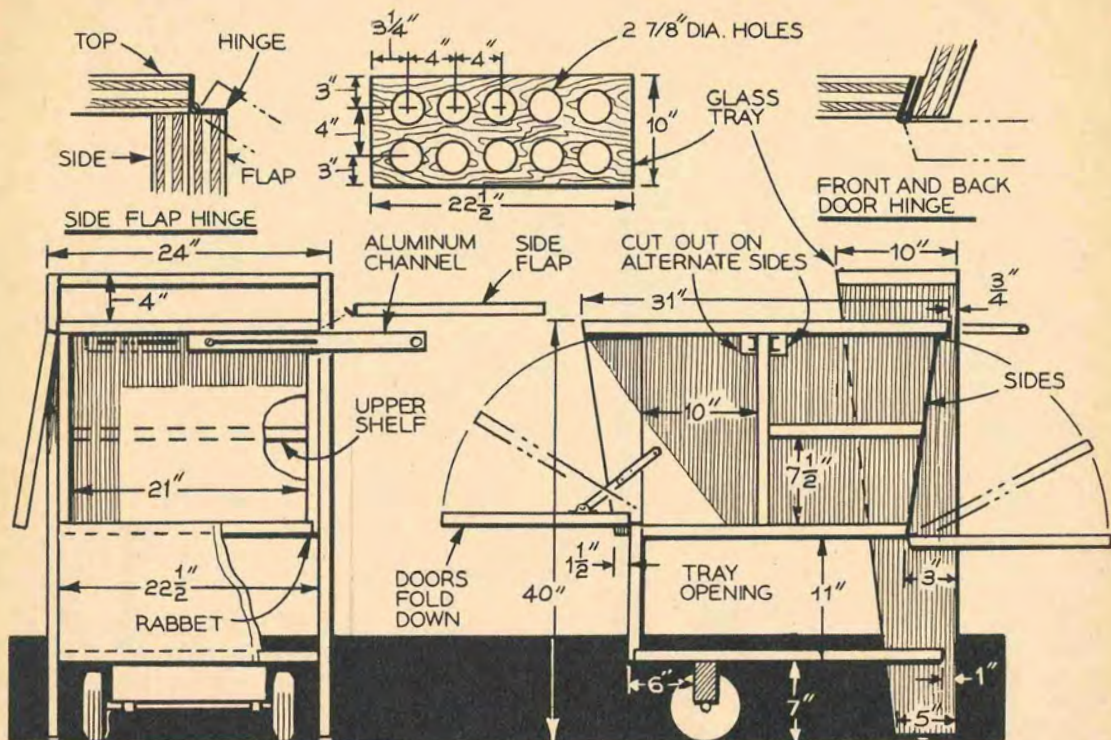 TOP
HINGE
SIDE
FLAP
SIDE FLAP HINGE
3 1/4"
4"
4"
2 7/8" DIA. HOLES
3"
4"
3"
10"
22 1/2"
GLASS
TRAY
FRONT AND BACK
DOOR HINGE
24"
4"
ALUMINUM
CHANNEL
SIDE
FLAP
UPPER
SHELF
21"
22 1/2"
RABBET
CUT OUT ON
ALTERNATE SIDES
10"
31"
3/4"
SIDES
10"
7 1/2"
DOORS
FOLD
DOWN
1 1/2"
40"
TRAY
OPENING
11"
3"
6"
7"
1"
5"